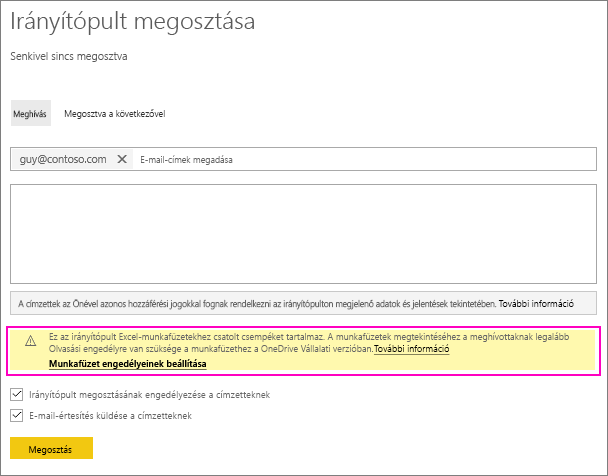 Irányítópult megosztása
Senkivel sincs megosztva
Meghívás Megosztva a következővel
guy@contoso.com E-mail-címek megadása
A címzettek az Önével azonos hozzáférési jogokkal fognak rendelkezni az irányítópulton megjelenő adatok és jelentések tekintetében. További információ
Ez az irányítópult Excel-munkafüzetekhez csatolt csempéket tartalmaz. A munkafüzetek megtekintéséhez a meghívottaknak legalább
Olvasási engedélyre van szüksége a munkafüzethez a OneDrive Vállalati verzióban.További információ
Munkafüzet engedélyeinek beállítása
Irányítópult megosztásának engedélyezése a címzetteknek
E-mail-értesítés küldése a címzetteknek
Megosztás